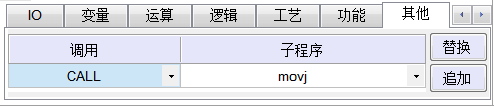 IO 变量 运算 逻辑 工艺 功能 其他
调用 子程序 替换
CALL movj 追加